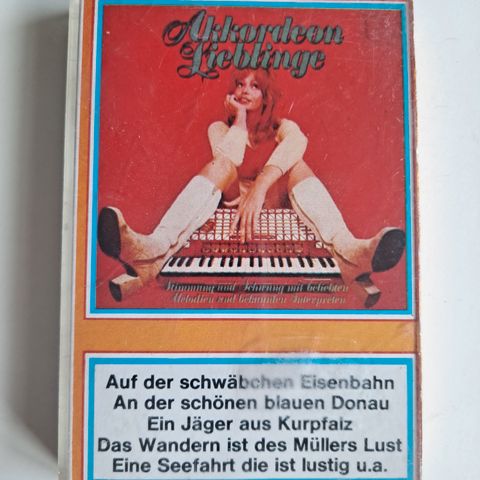 Akkordeon
Lieblinge
Stimmung und Schwung mit beliebten
Melodien und bekannten Interpreten
Auf der schwäbchen Eisenbahn
An der schönen blauen Donau
Ein Jäger aus Kurpfalz
Das Wandern ist des Müllers Lust
Eine Seefahrt die ist lustig u.a.